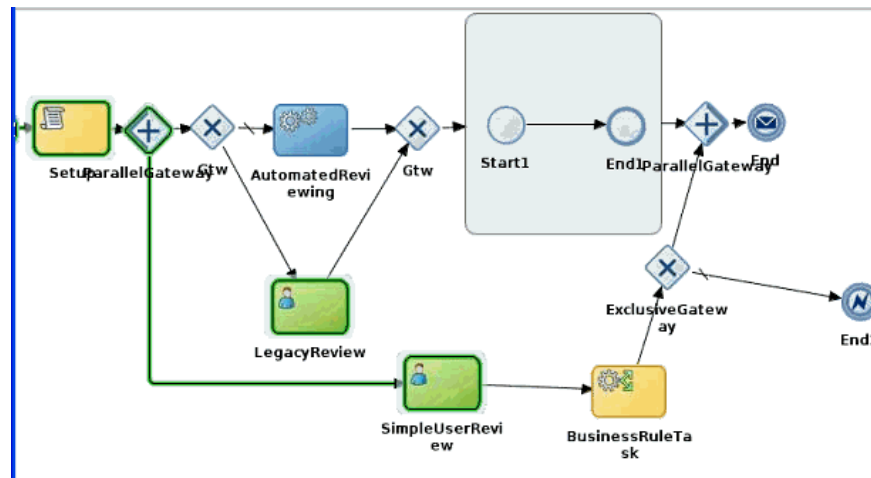 Setup
ParallelGateway
Gtw
AutomatedRevi
ewing
Gtw
Start1
End1
ParallelGateway
End
LegacyReview
ExclusiveGatew
ay
SimpleUserRevi
ew
BusinessRuleTa
sk